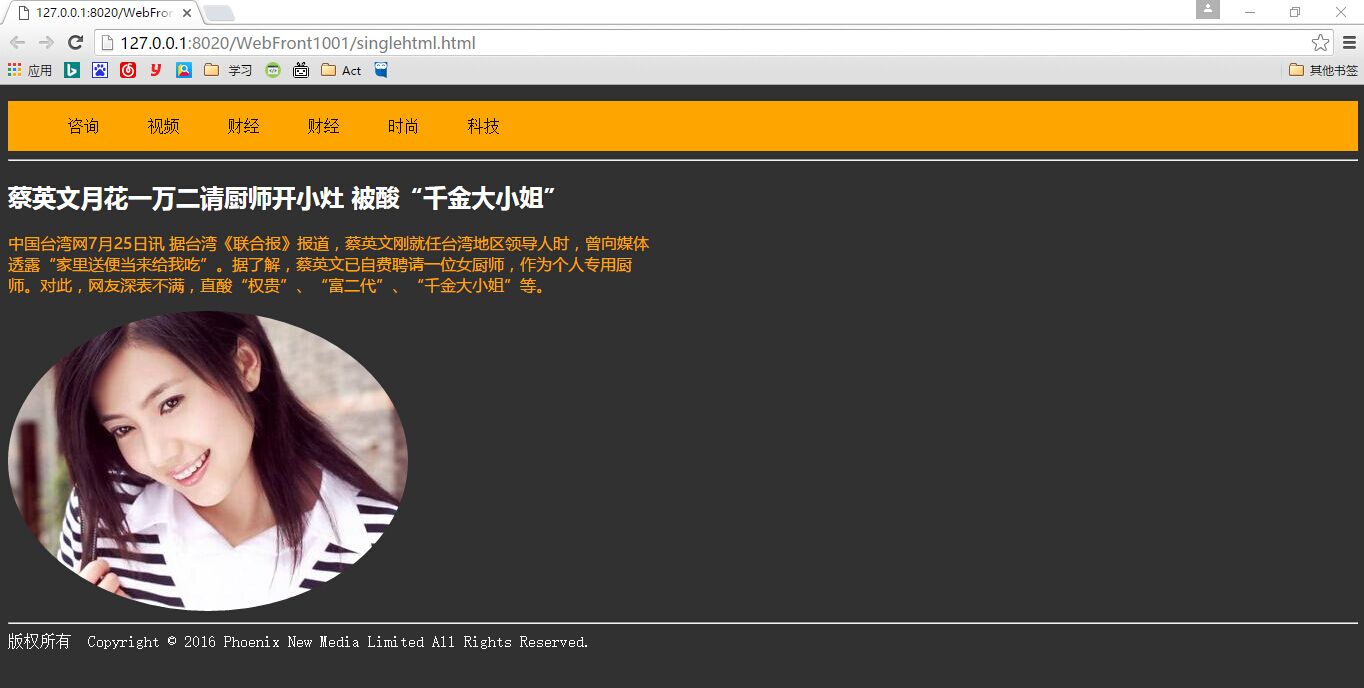 127.0.0.1:8020/WebFron
127.0.0.1:8020/WebFront1001/singlehtml.html
应用 学习 Act 其他书签
咨询 视频 财经 财经 时尚 科技
蔡英文月花一万二请厨师开小灶 被酸“千金大小姐”
中国台湾网7月25日讯 据台湾《联合报》报道，蔡英文刚就任台湾地区领导人时，曾向媒体
透露“家里送便当来给我吃”。据了解，蔡英文已自费聘请一位女厨师，作为个人专用厨
师。对此，网友深表不满，直酸“权贵”、“富二代”、“千金大小姐”等。
版权所有 Copyright © 2016 Phoenix New Media Limited All Rights Reserved.